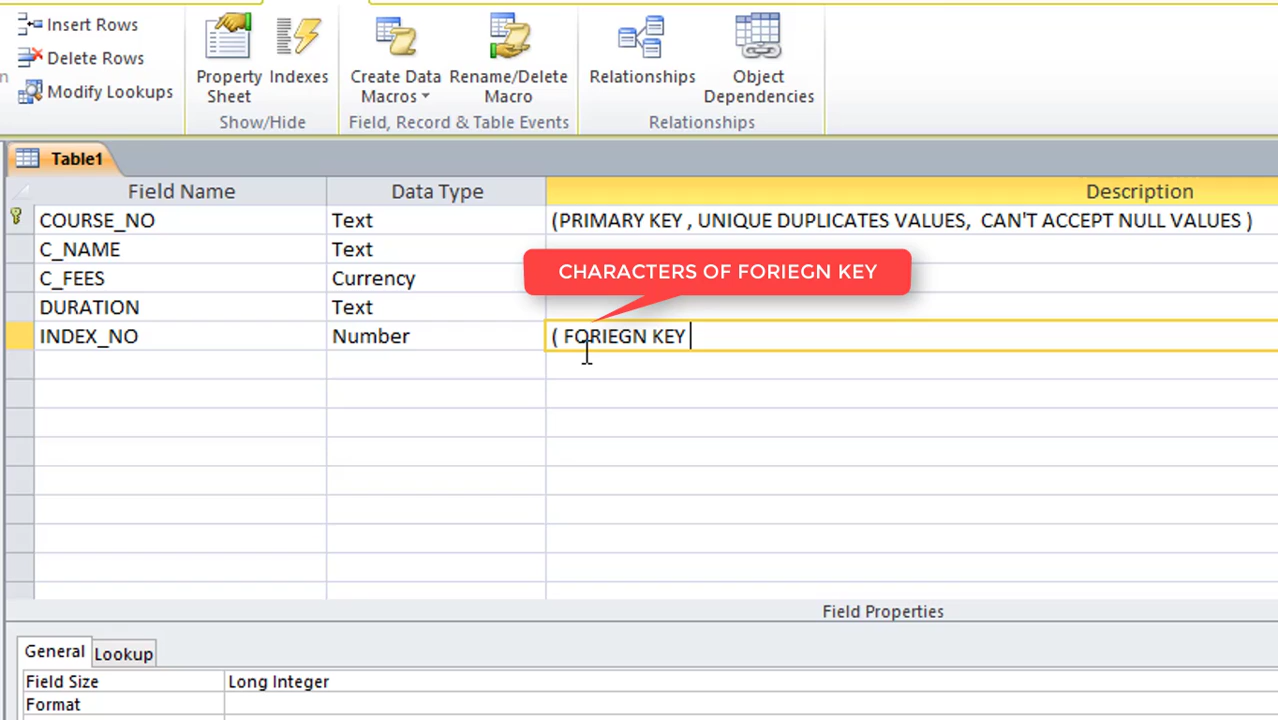 Insert Rows
Delete Rows
Modify Lookups
Property Sheet
Indexes
Show/Hide
Create Data Macros
Rename/Delete Macro
Field, Record & Table Events
Relationships
Object Dependencies
Relationships
Table1
Field Name Data Type Description
COURSE_NO Text (PRIMARY KEY , UNIQUE DUPLICATES VALUES, CAN'T ACCEPT NULL VALUES )
C_NAME Text
CHARACTERS OF FORIEGN KEY
C_FEES Currency
DURATION Text
INDEX_NO Number ( FORIEGN KEY
Field Properties
General Lookup
Field Size Long Integer
Format